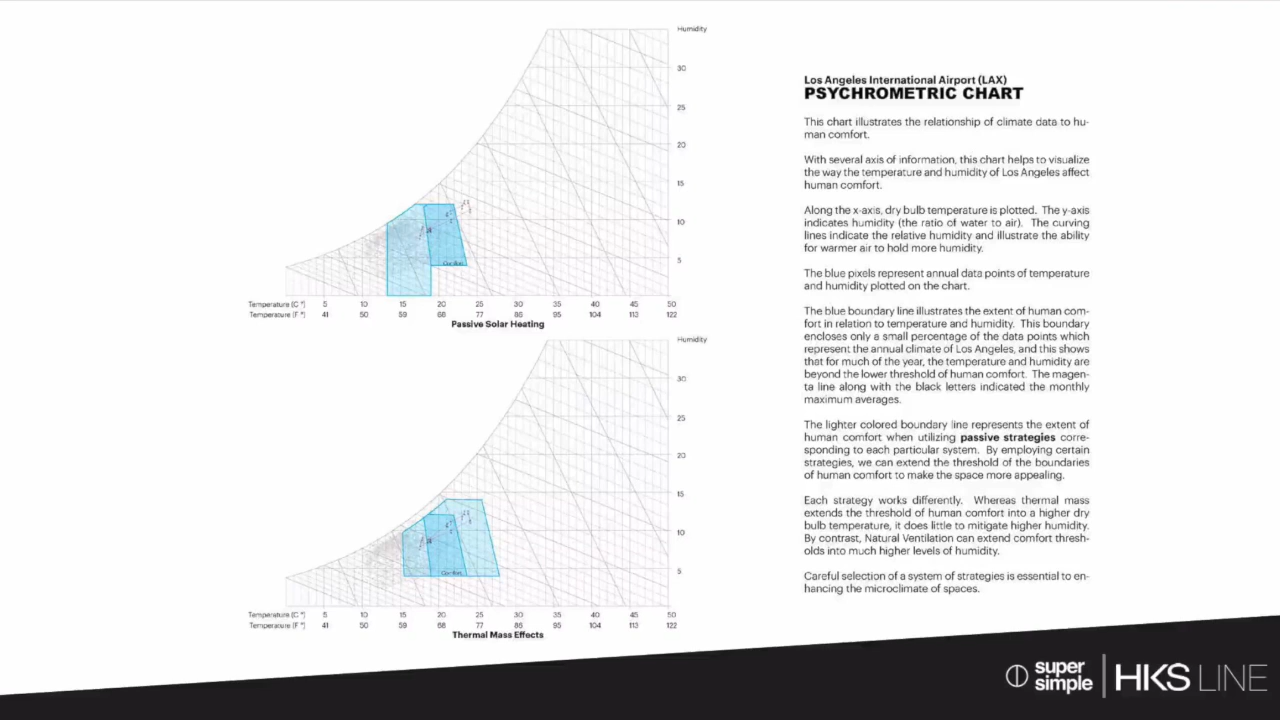 Humidity
30
25
20
15
10
5
Comfort
Temperature (C °) 5 10 15 20 25 30 35 40 45 50
Temperature (F °) 41 50 59 68 77 86 95 104 113 122
Passive Solar Heating
Humidity
30
25
20
15
10
5
Comfort
Temperature (C °) 5 10 15 20 25 30 35 40 45 50
Temperature (F °) 41 50 59 68 77 86 95 104 113 122
Thermal Mass Effects
Los Angeles International Airport (LAX)
PSYCHROMETRIC CHART
This chart illustrates the relationship of climate data to hu-
man comfort.
With several axis of information, this chart helps to visualize
the way the temperature and humidity of Los Angeles affect
human comfort.
Along the x-axis, dry bulb temperature is plotted. The y-axis
indicates humidity (the ratio of water to air). The curving
lines indicate the relative humidity and illustrate the ability
for warmer air to hold more humidity.
The blue pixels represent annual data points of temperature
and humidity plotted on the chart.
The blue boundary line illustrates the extent of human com-
fort in relation to temperature and humidity. This boundary
encloses only a small percentage of the data points which
represent the annual climate of Los Angeles, and this shows
that for much of the year, the temperature and humidity are
beyond the lower threshold of human comfort. The magen-
ta line along with the black letters indicated the monthly
maximum averages.
The lighter colored boundary line represents the extent of
human comfort when utilizing passive strategies corre-
sponding to each particular system. By employing certain
strategies, we can extend the threshold of the boundaries
of human comfort to make the space more appealing.
Each strategy works differently. Whereas thermal mass
extends the threshold of human comfort into a higher dry
bulb temperature, it does little to mitigate higher humidity.
By contrast, Natural Ventilation can extend comfort thresh-
olds into much higher levels of humidity.
Careful selection of a system of strategies is essential to en-
hancing the microclimate of spaces.
super
simple
HKS LINE